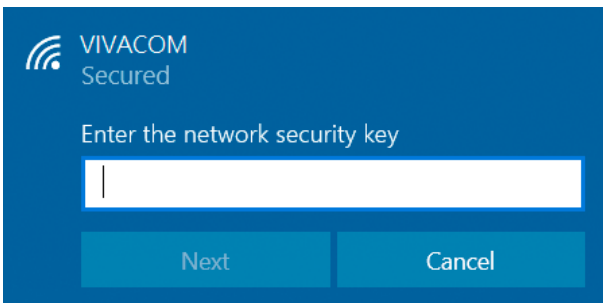 VIVACOM
Secured
Enter the network security key
Next
Cancel